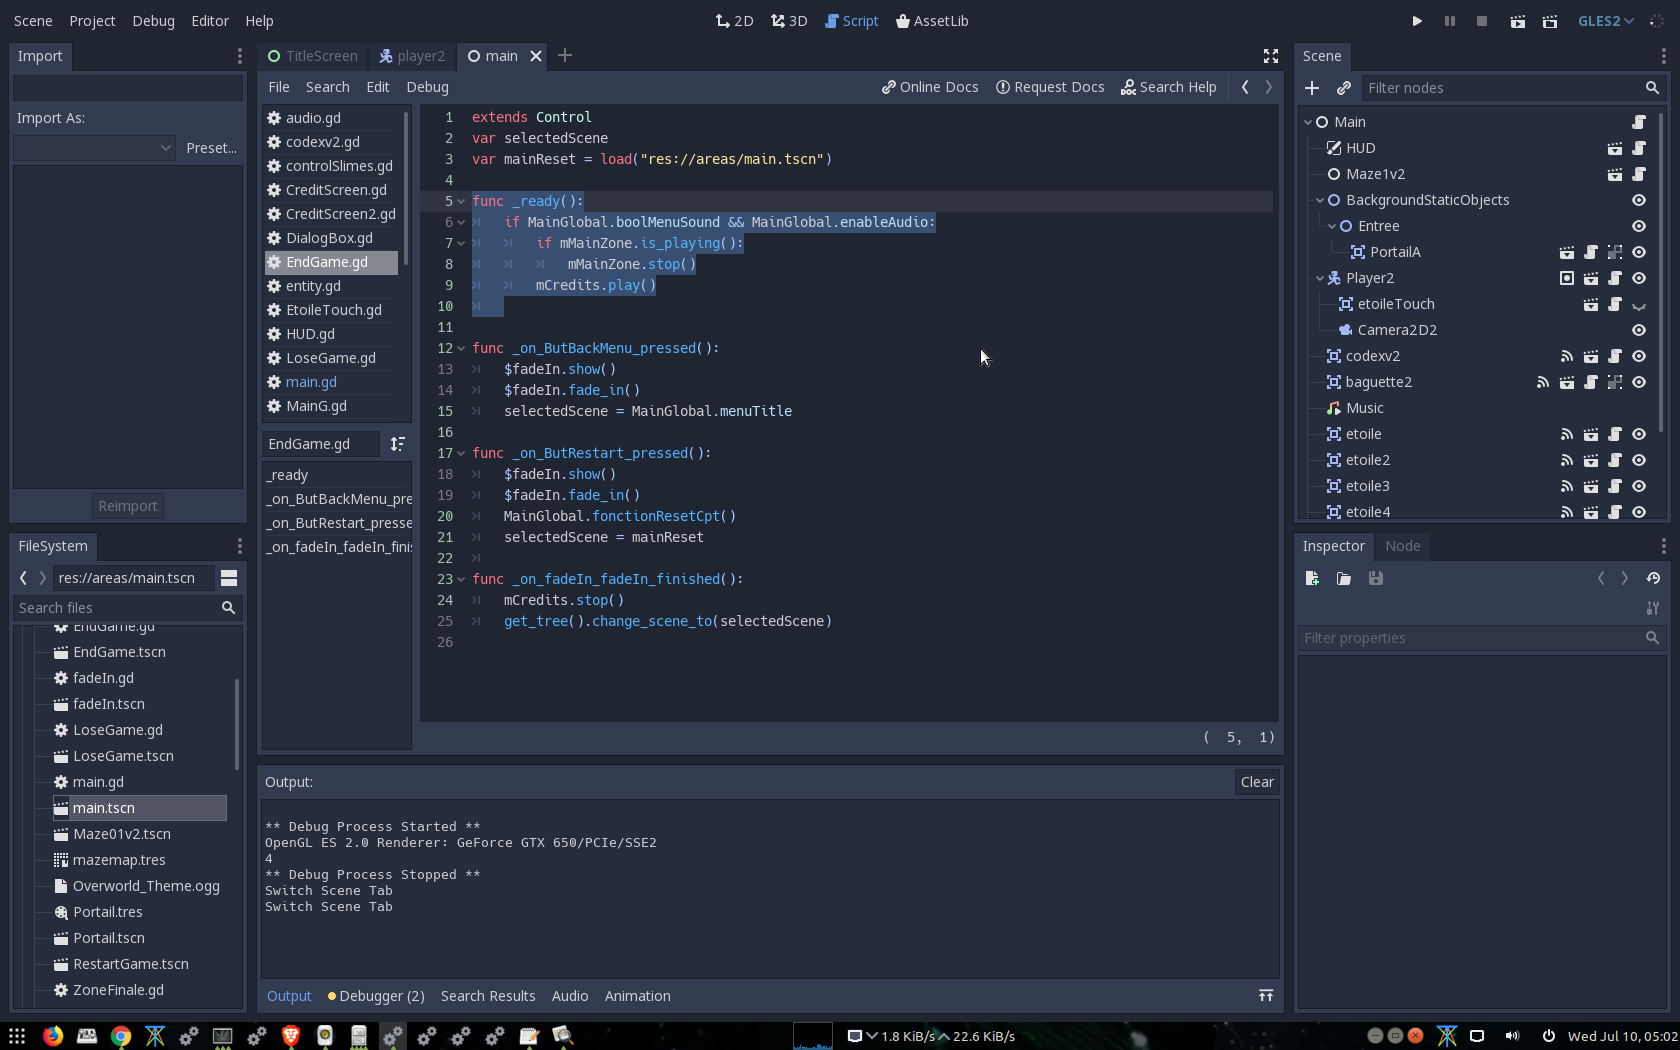 Scene Project Debug Editor Help
2D 3D Script AssetLib
GLES2
Import
Import As:
Preset...
Reimport
FileSystem
res://areas/main.tscn
Search files
EndGame.gd
EndGame.tscn
fadeIn.gd
fadeIn.tscn
LoseGame.gd
LoseGame.tscn
main.gd
main.tscn
Maze01v2.tscn
mazemap.tres
Overworld_Theme.ogg
Portail.tres
Portail.tscn
RestartGame.tscn
ZoneFinale.gd
TitleScreen player2 main
File Search Edit Debug
Online Docs Request Docs Search Help
audio.gd
codexv2.gd
controlSlimes.gd
CreditScreen.gd
CreditScreen2.gd
DialogBox.gd
EndGame.gd
entity.gd
EtoileTouch.gd
HUD.gd
LoseGame.gd
main.gd
MainG.gd
EndGame.gd
_ready
_on_ButBackMenu_pre
_on_ButRestart_presse
_on_fadeIn_fadeIn_fini
1 extends Control
2 var selectedScene
3 var mainReset = load("res://areas/main.tscn")
4
5 func _ready():
6 if MainGlobal.boolMenuSound && MainGlobal.enableAudio:
7 if mMainZone.is_playing():
8 mMainZone.stop()
9 mCredits.play()
10
11
12 func _on_ButBackMenu_pressed():
13 $fadeIn.show()
14 $fadeIn.fade_in()
15 selectedScene = MainGlobal.menuTitle
16
17 func _on_ButRestart_pressed():
18 $fadeIn.show()
19 $fadeIn.fade_in()
20 MainGlobal.fonctionResetCpt()
21 selectedScene = mainReset
22
23 func _on_fadeIn_fadeIn_finished():
24 mCredits.stop()
25 get_tree().change_scene_to(selectedScene)
26
( 5, 1)
Output:
Clear
** Debug Process Started **
OpenGL ES 2.0 Renderer: GeForce GTX 650/PCIe/SSE2
4
** Debug Process Stopped **
Switch Scene Tab
Switch Scene Tab
Output Debugger (2) Search Results Audio Animation
Scene
Filter nodes
Main
HUD
Maze1v2
BackgroundStaticObjects
Entree
PortailA
Player2
etoileTouch
Camera2D2
codexv2
baguette2
Music
etoile
etoile2
etoile3
etoile4
Inspector Node
Filter properties
1.8 KiB/s 22.6 KiB/s
Wed Jul 10, 05:02